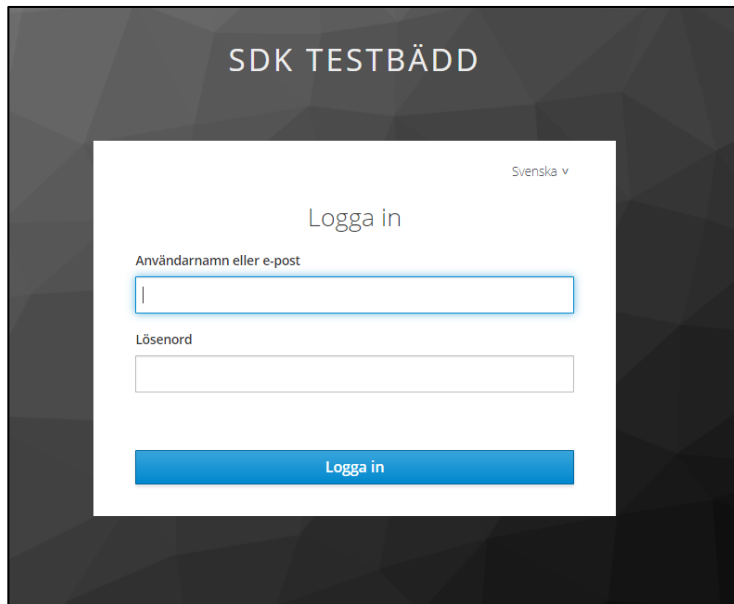 SDK TESTBÄDD
Svenska v
Logga in
Användarnamn eller e-post
Lösenord
Logga in